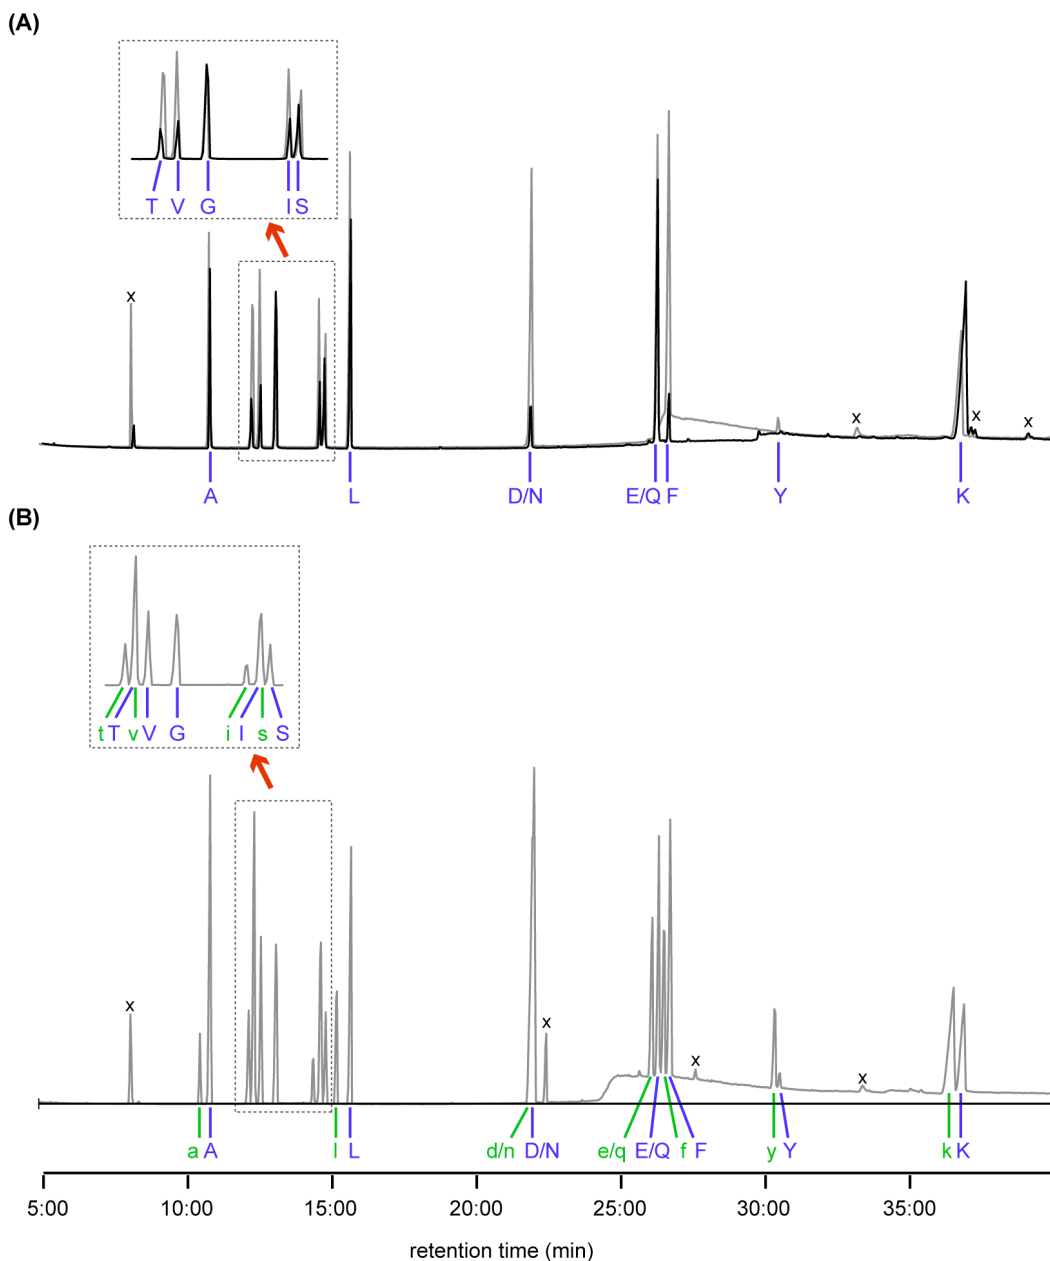 (A)
T V G I S
x
x
x
x
A L D/N E/Q F Y K
(B)
t T v V G i I s S
x
x
x
x
a A l L d/n D/N e/q E/Q f F y Y k K
5:00 10:00 15:00 20:00 25:00 30:00 35:00
retention time (min)